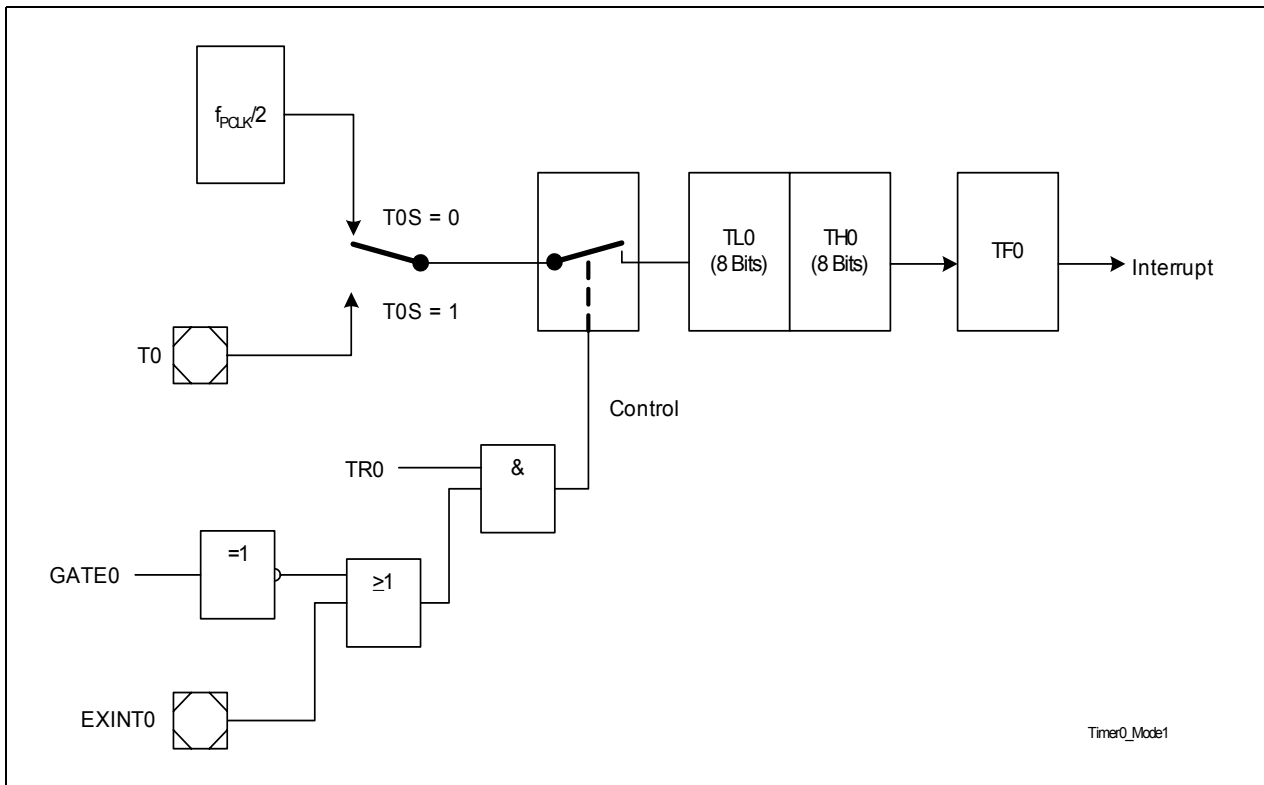 fPCLK/2
T0S = 0
T0S = 1
T0
TL0
(8 Bits)
TH0
(8 Bits)
TF0
Interrupt
Control
TR0
&
=1
GATE0
≥1
EXINT0
Timer0_Mode1